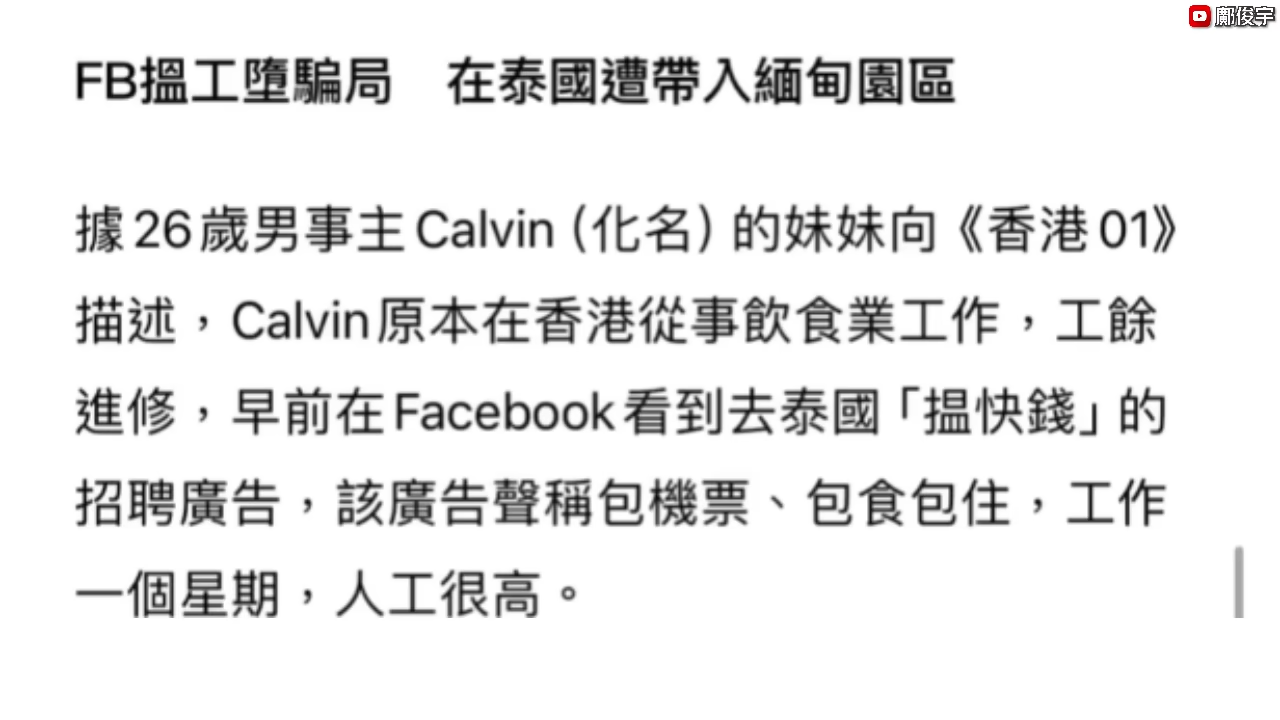 鄺俊宇
FB搵工墮騙局　在泰國遭帶入緬甸園區
據26歲男事主Calvin（化名）的妹妹向《香港01》
描述，Calvin原本在香港從事飲食業工作，工餘
進修，早前在Facebook看到去泰國「揾快錢」的
招聘廣告，該廣告聲稱包機票、包食包住，工作
一個星期，人工很高。